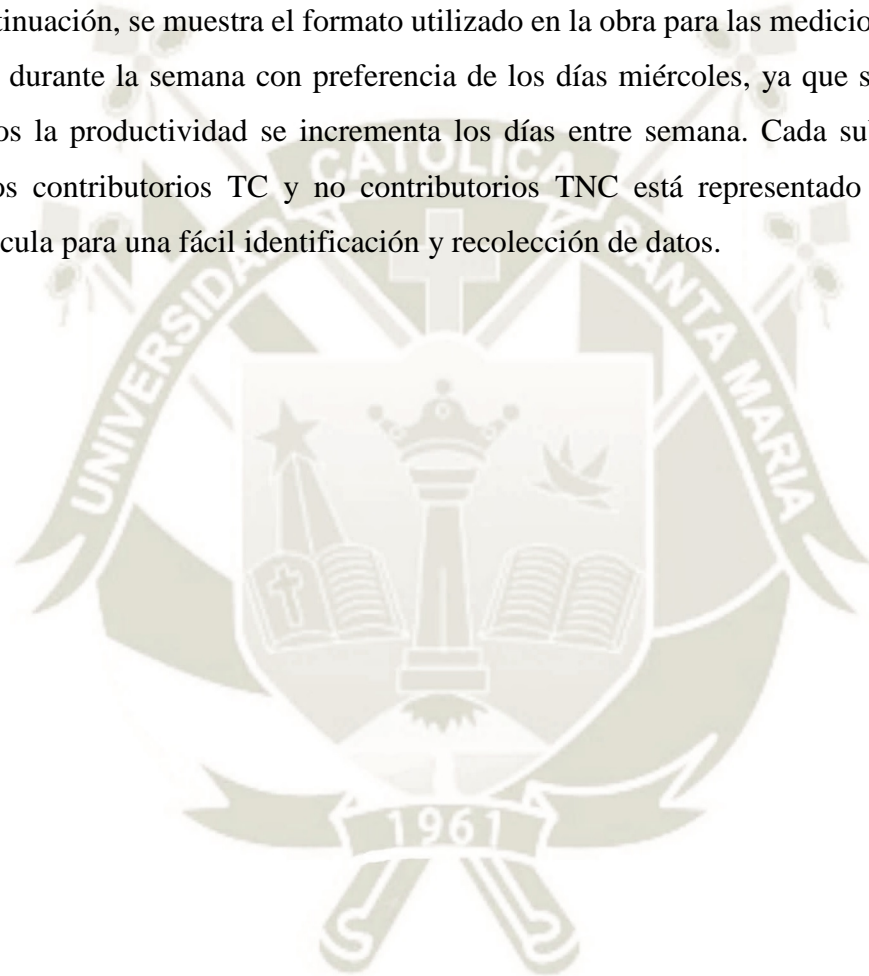 tinuación, se muestra el formato utilizado en la obra para las medicio
durante la semana con preferencia de los días miércoles, ya que s
os la productividad se incrementa los días entre semana. Cada su
os contributorios TC y no contributorios TNC está representado
cula para una fácil identificación y recolección de datos.
UNIVERSIDAD CATOLICA SANTA MARIA
1961